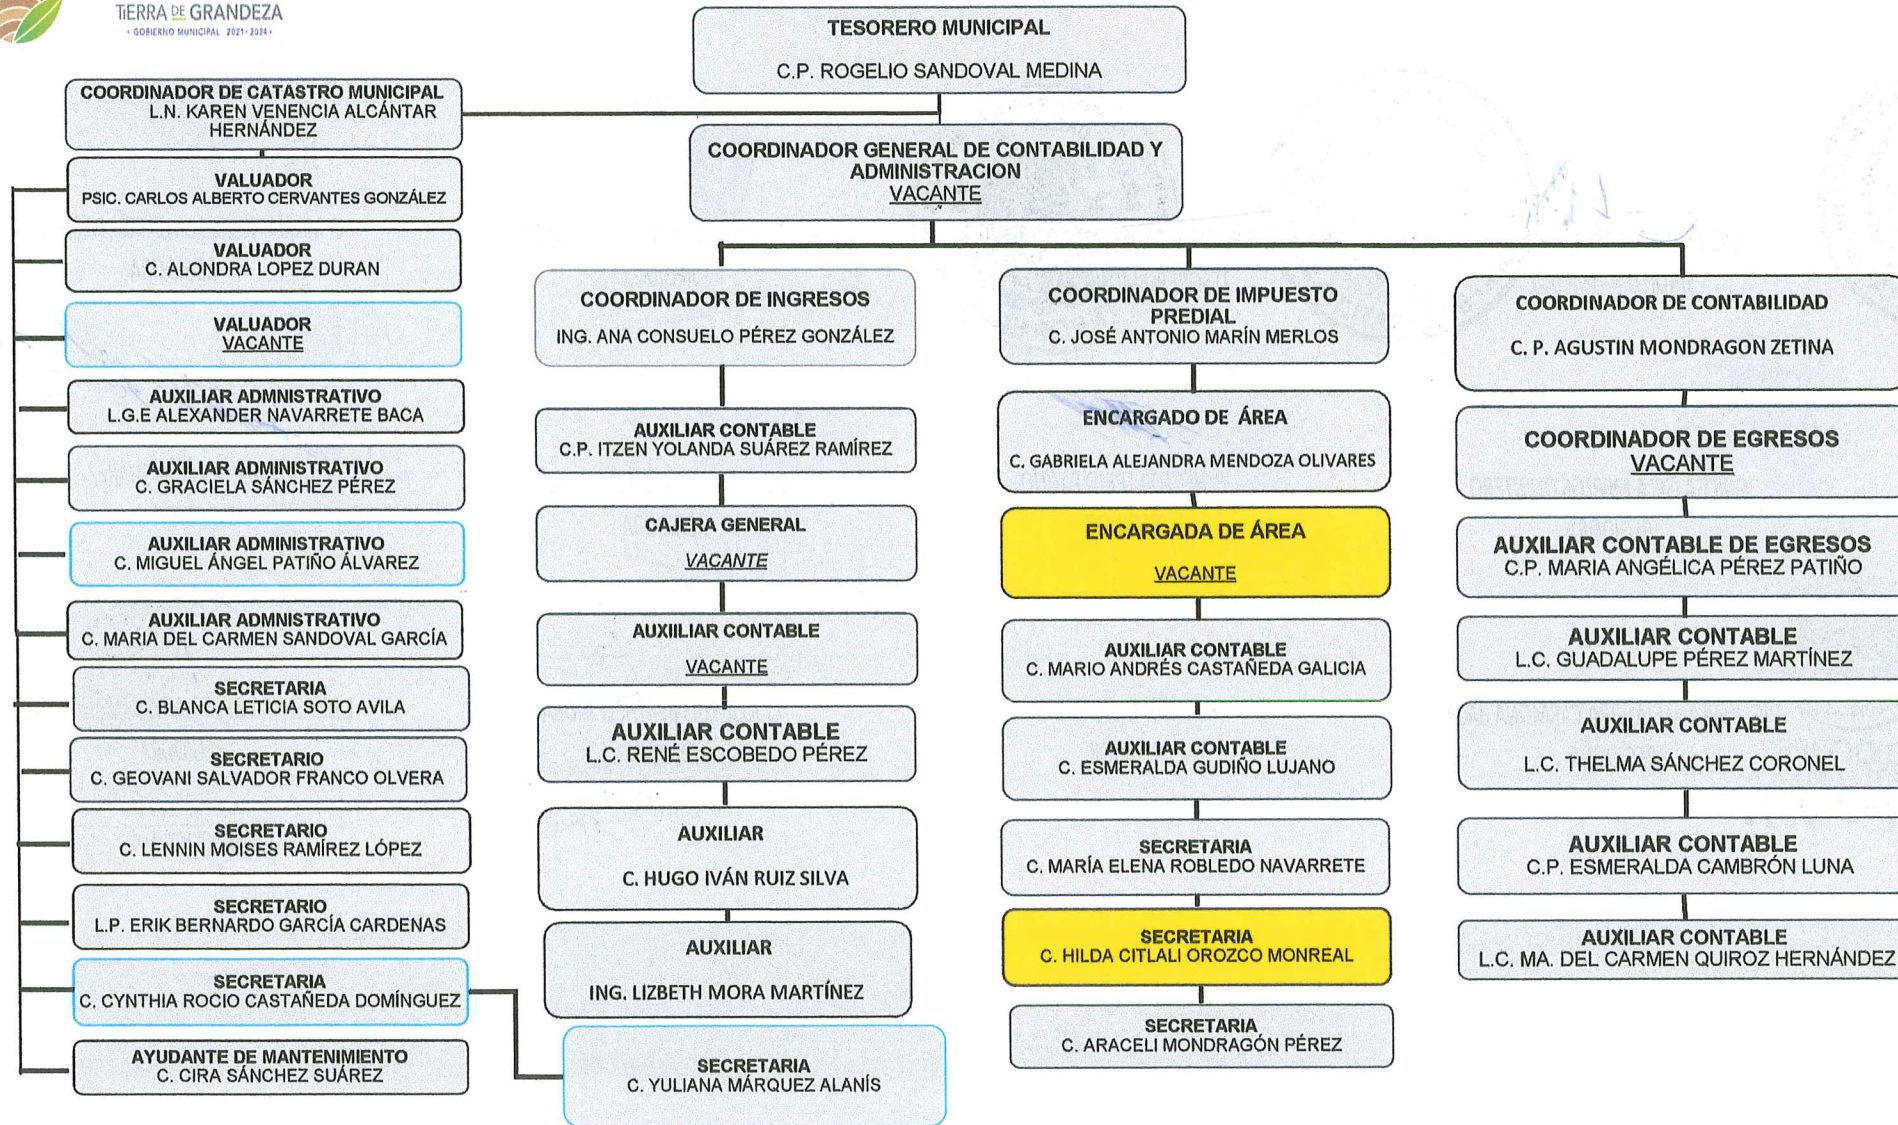 TIERRA DE GRANDEZA
• GOBIERNO MUNICIPAL 2021-2024 •
TESORERO MUNICIPAL
C.P. ROGELIO SANDOVAL MEDINA
COORDINADOR DE CATASTRO MUNICIPAL
L.N. KAREN VENENCIA ALCÁNTAR
HERNÁNDEZ
COORDINADOR GENERAL DE CONTABILIDAD Y
ADMINISTRACION
VACANTE
VALUADOR
PSIC. CARLOS ALBERTO CERVANTES GONZÁLEZ
VALUADOR
C. ALONDRA LOPEZ DURAN
VALUADOR
VACANTE
AUXILIAR ADMNISTRATIVO
L.G.E ALEXANDER NAVARRETE BACA
AUXILIAR ADMINISTRATIVO
C. GRACIELA SÁNCHEZ PÉREZ
AUXILIAR ADMINISTRATIVO
C. MIGUEL ÁNGEL PATIÑO ÁLVAREZ
AUXILIAR ADMNISTRATIVO
C. MARIA DEL CARMEN SANDOVAL GARCÍA
SECRETARIA
C. BLANCA LETICIA SOTO AVILA
SECRETARIO
C. GEOVANI SALVADOR FRANCO OLVERA
SECRETARIO
C. LENNIN MOISES RAMÍREZ LÓPEZ
SECRETARIO
L.P. ERIK BERNARDO GARCÍA CARDENAS
SECRETARIA
C. CYNTHIA ROCIO CASTAÑEDA DOMÍNGUEZ
AYUDANTE DE MANTENIMIENTO
C. CIRA SÁNCHEZ SUÁREZ
COORDINADOR DE INGRESOS
ING. ANA CONSUELO PÉREZ GONZÁLEZ
AUXILIAR CONTABLE
C.P. ITZEN YOLANDA SUÁREZ RAMÍREZ
CAJERA GENERAL
VACANTE
AUXIILIAR CONTABLE
VACANTE
AUXILIAR CONTABLE
L.C. RENÉ ESCOBEDO PÉREZ
AUXILIAR
C. HUGO IVÁN RUIZ SILVA
AUXILIAR
ING. LIZBETH MORA MARTÍNEZ
SECRETARIA
C. YULIANA MÁRQUEZ ALANÍS
COORDINADOR DE IMPUESTO
PREDIAL
C. JOSÉ ANTONIO MARÍN MERLOS
ENCARGADO DE ÁREA
C. GABRIELA ALEJANDRA MENDOZA OLIVARES
ENCARGADA DE ÁREA
VACANTE
AUXILIAR CONTABLE
C. MARIO ANDRÉS CASTAÑEDA GALICIA
AUXILIAR CONTABLE
C. ESMERALDA GUDIÑO LUJANO
SECRETARIA
C. MARÍA ELENA ROBLEDO NAVARRETE
SECRETARIA
C. HILDA CITLALI OROZCO MONREAL
SECRETARIA
C. ARACELI MONDRAGÓN PÉREZ
COORDINADOR DE CONTABILIDAD
C. P. AGUSTIN MONDRAGON ZETINA
COORDINADOR DE EGRESOS
VACANTE
AUXILIAR CONTABLE DE EGRESOS
C.P. MARIA ANGÉLICA PÉREZ PATIÑO
AUXILIAR CONTABLE
L.C. GUADALUPE PÉREZ MARTÍNEZ
AUXILIAR CONTABLE
L.C. THELMA SÁNCHEZ CORONEL
AUXILIAR CONTABLE
C.P. ESMERALDA CAMBRÓN LUNA
AUXILIAR CONTABLE
L.C. MA. DEL CARMEN QUIROZ HERNÁNDEZ